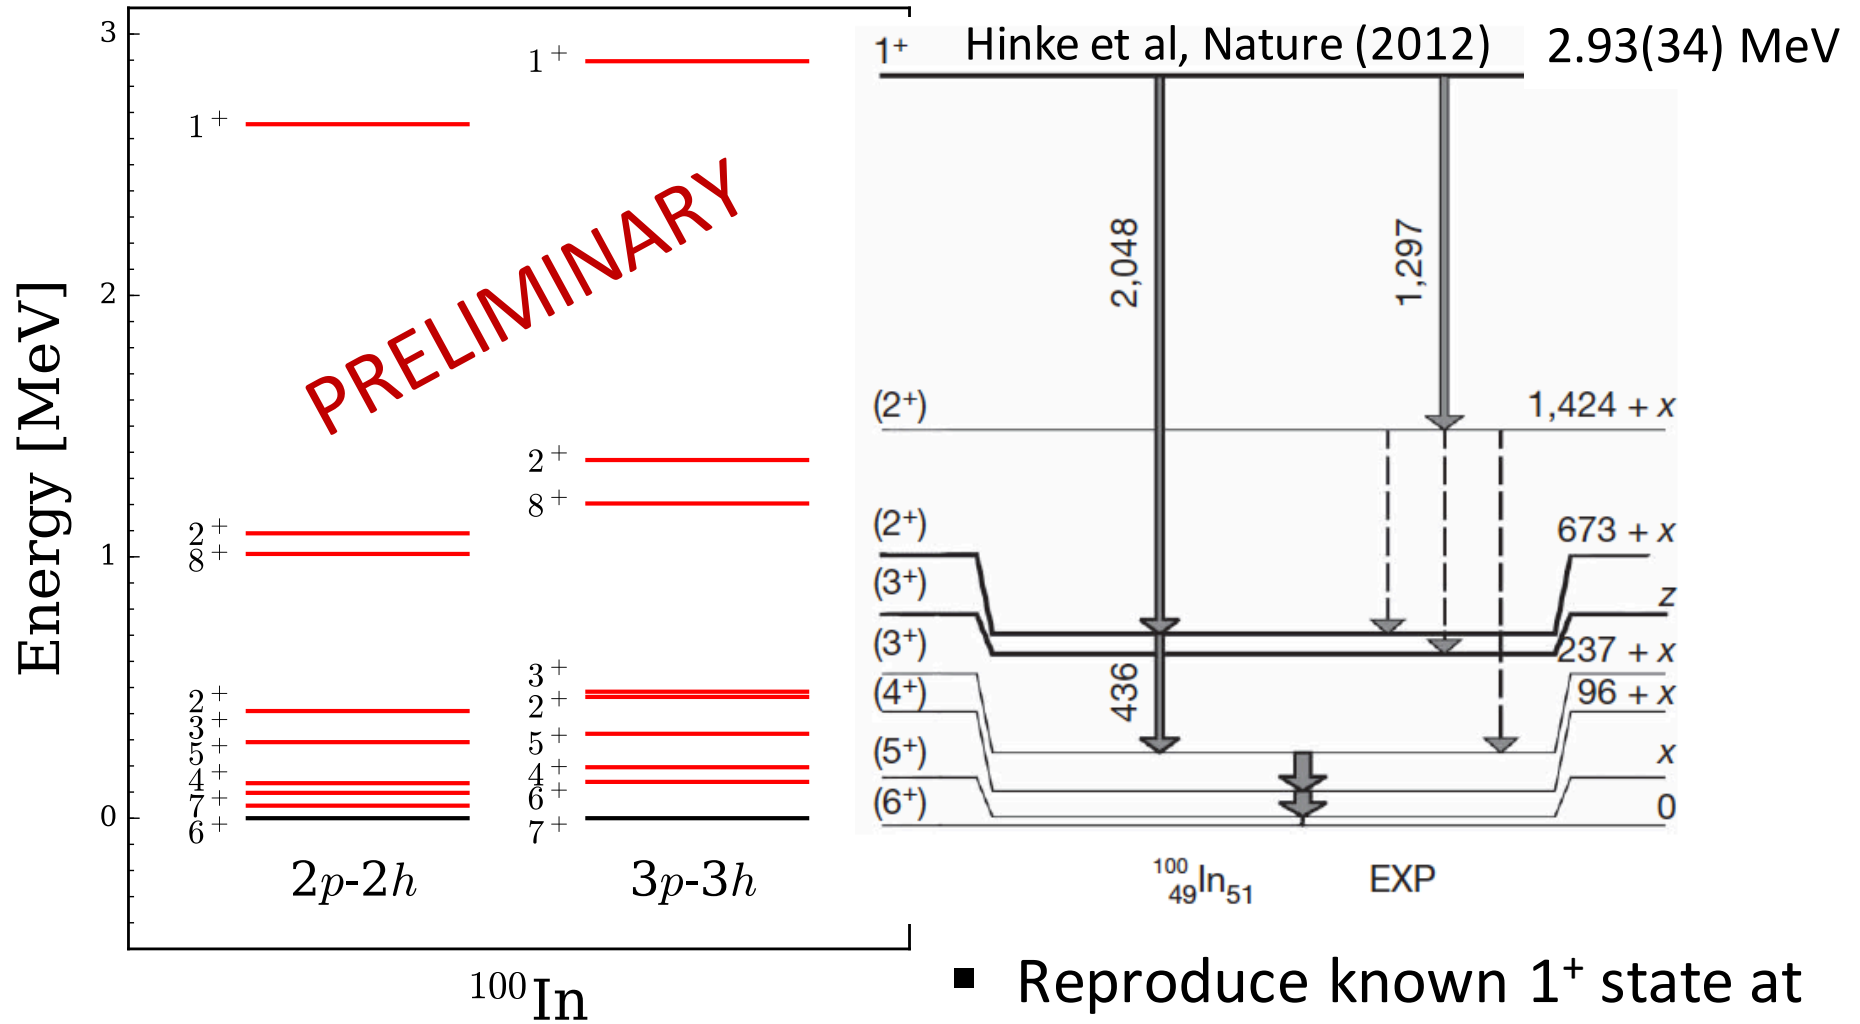 Energy [MeV]
3
2
1
0
1+
2+
8+
2+
3+
5+
4+
7+
6+
2p-2h
1+
2+
8+
3+
2+
5+
4+
6+
7+
3p-3h
PRELIMINARY
100In
Hinke et al, Nature (2012) 2.93(34) MeV
1+
2,048
1,297
(2+) 1,424 + x
(2+) 673 + x
(3+) z
(3+) 237 + x
436
(4+) 96 + x
(5+) x
(6+) 0
100 49In51 EXP
▪ Reproduce known 1+ state at